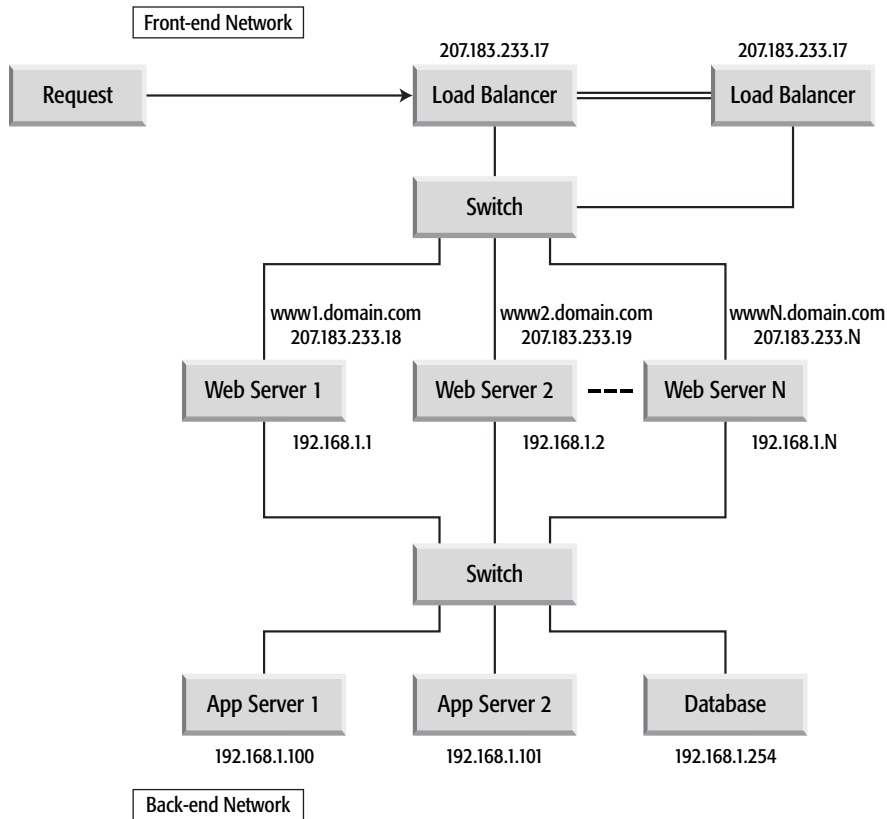 Front-end Network
207.183.233.17
207.183.233.17
Request
Load Balancer
Load Balancer
Switch
www1.domain.com
207.183.233.18
www2.domain.com
207.183.233.19
wwwN.domain.com
207.183.233.N
Web Server 1
Web Server 2
Web Server N
192.168.1.1
192.168.1.2
192.168.1.N
Switch
App Server 1
App Server 2
Database
192.168.1.100
192.168.1.101
192.168.1.254
Back-end Network